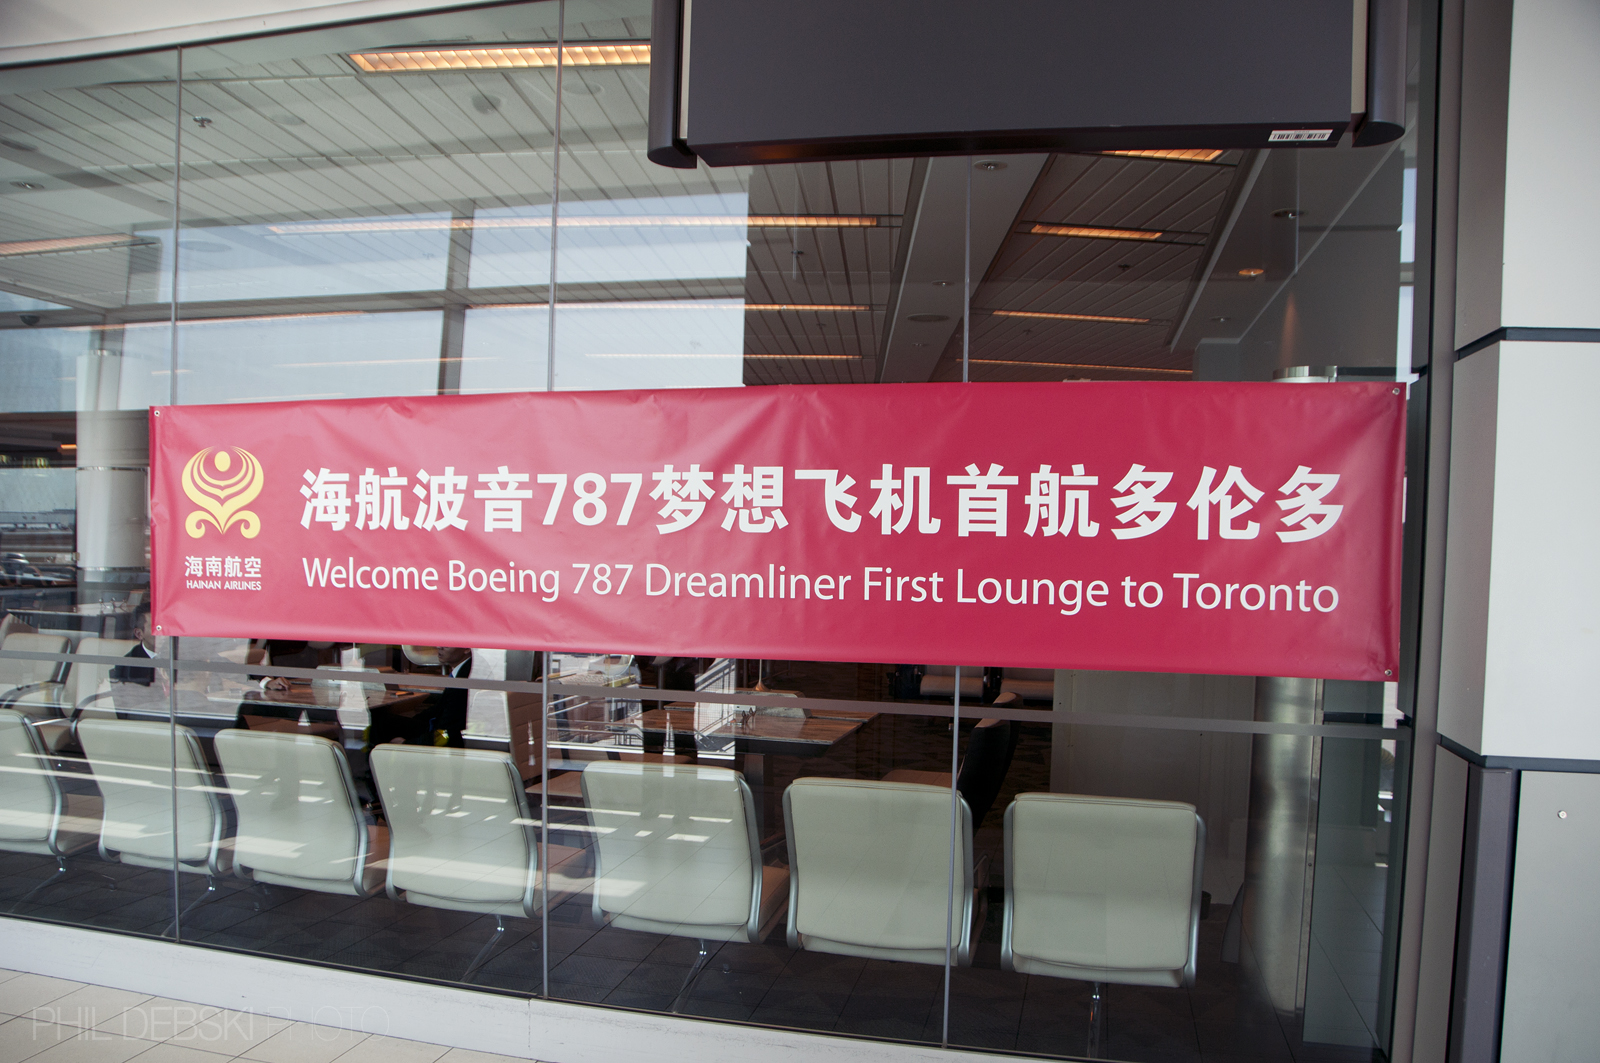 海航波音787梦想飞机首航多伦多
Welcome Boeing 787 Dreamliner First Lounge to Toronto
海南航空
HAINAN AIRLINES
PHIL DEBSKI PHOTO